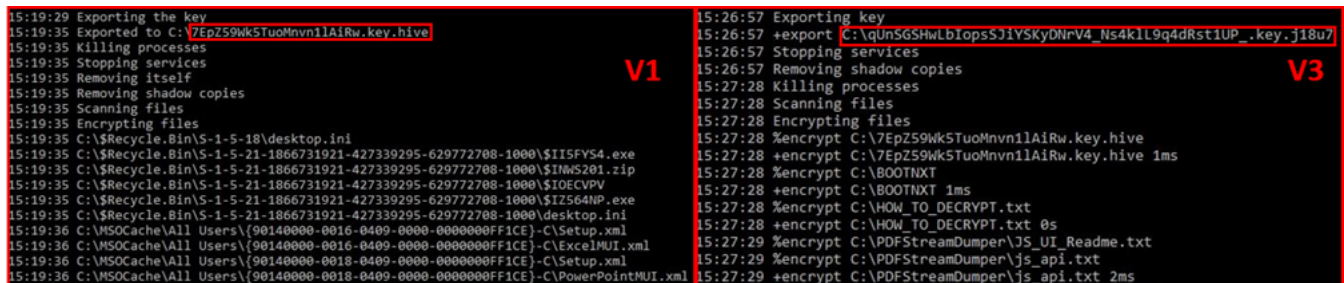 15:19:29 Exporting the key
15:19:35 Exported to C:\7EpZ59Wk5TuoMnvn1lAiRw.key.hive
15:19:35 Killing processes
15:19:35 Stopping services
15:19:35 Removing itself
15:19:35 Removing shadow copies
15:19:35 Scanning files
15:19:35 Encrypting files
15:19:35 C:\$Recycle.Bin\S-1-5-18\desktop.ini
15:19:35 C:\$Recycle.Bin\S-1-5-21-1866731921-427339295-629772708-1000\$II5FYS4.exe
15:19:35 C:\$Recycle.Bin\S-1-5-21-1866731921-427339295-629772708-1000\$INWS201.zip
15:19:35 C:\$Recycle.Bin\S-1-5-21-1866731921-427339295-629772708-1000\$IOECVPV
15:19:35 C:\$Recycle.Bin\S-1-5-21-1866731921-427339295-629772708-1000\$IZ564NP.exe
15:19:35 C:\$Recycle.Bin\S-1-5-21-1866731921-427339295-629772708-1000\desktop.ini
15:19:36 C:\MSOCache\All Users\{90140000-0016-0409-0000-0000000FF1CE}-C\Setup.xml
15:19:36 C:\MSOCache\All Users\{90140000-0016-0409-0000-0000000FF1CE}-C\ExcelMUI.xml
15:19:36 C:\MSOCache\All Users\{90140000-0018-0409-0000-0000000FF1CE}-C\Setup.xml
15:19:36 C:\MSOCache\All Users\{90140000-0018-0409-0000-0000000FF1CE}-C\PowerPointMUI.xml
V1
15:26:57 Exporting key
15:26:57 +export C:\qUnSGSHwLbIopsSJiYSKyDNrV4_Ns4klL9q4dRst1UP_.key.j18u7
15:26:57 Stopping services
15:26:57 Removing shadow copies
15:27:28 Killing processes
15:27:28 Scanning files
15:27:28 Encrypting files
15:27:28 %encrypt C:\7EpZ59Wk5TuoMnvn1lAiRw.key.hive
15:27:28 +encrypt C:\7EpZ59Wk5TuoMnvn1lAiRw.key.hive 1ms
15:27:28 %encrypt C:\BOOTNXT
15:27:28 +encrypt C:\BOOTNXT 1ms
15:27:28 %encrypt C:\HOW_TO_DECRYPT.txt
15:27:28 +encrypt C:\HOW_TO_DECRYPT.txt 0s
15:27:29 %encrypt C:\PDFStreamDumper\JS_UI_Readme.txt
15:27:29 %encrypt C:\PDFStreamDumper\js_api.txt
15:27:29 +encrypt C:\PDFStreamDumper\js_api.txt 2ms
V3